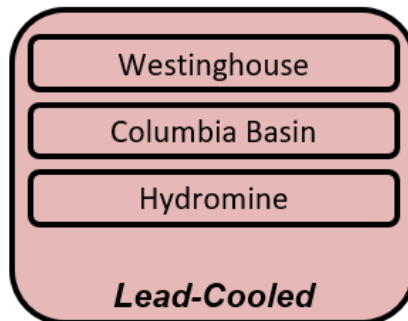 Westinghouse
Columbia Basin
Hydromine
Lead-Cooled